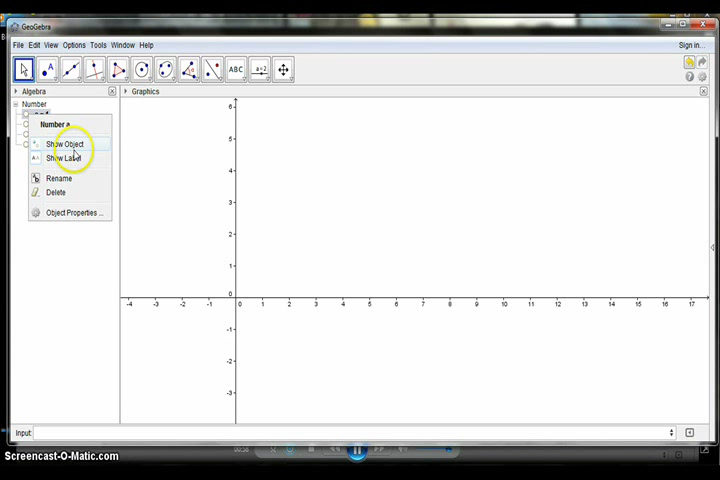 GeoGebra
File Edit View Options Tools Window Help
Sign in...
ABC
a=2
Algebra
Graphics
Number
Number a
Show Object
Show Label
Rename
Delete
Object Properties ...
6
5
4
3
2
1
0
-4 -3 -2 -1 0 1 2 3 4 5 6 7 8 9 10 11 12 13 14 15 16 17
-1
-2
-3
Input:
00:58
Screencast-O-Matic.com